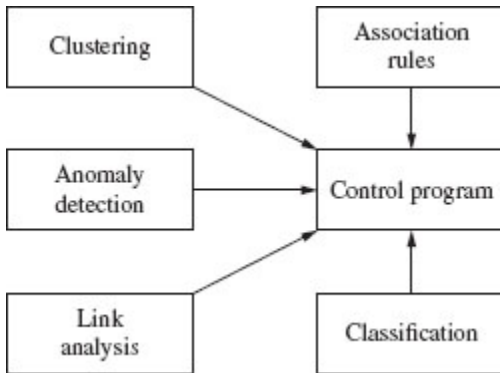 Clustering
Association
rules
Anomaly
detection
Control program
Link
analysis
Classification